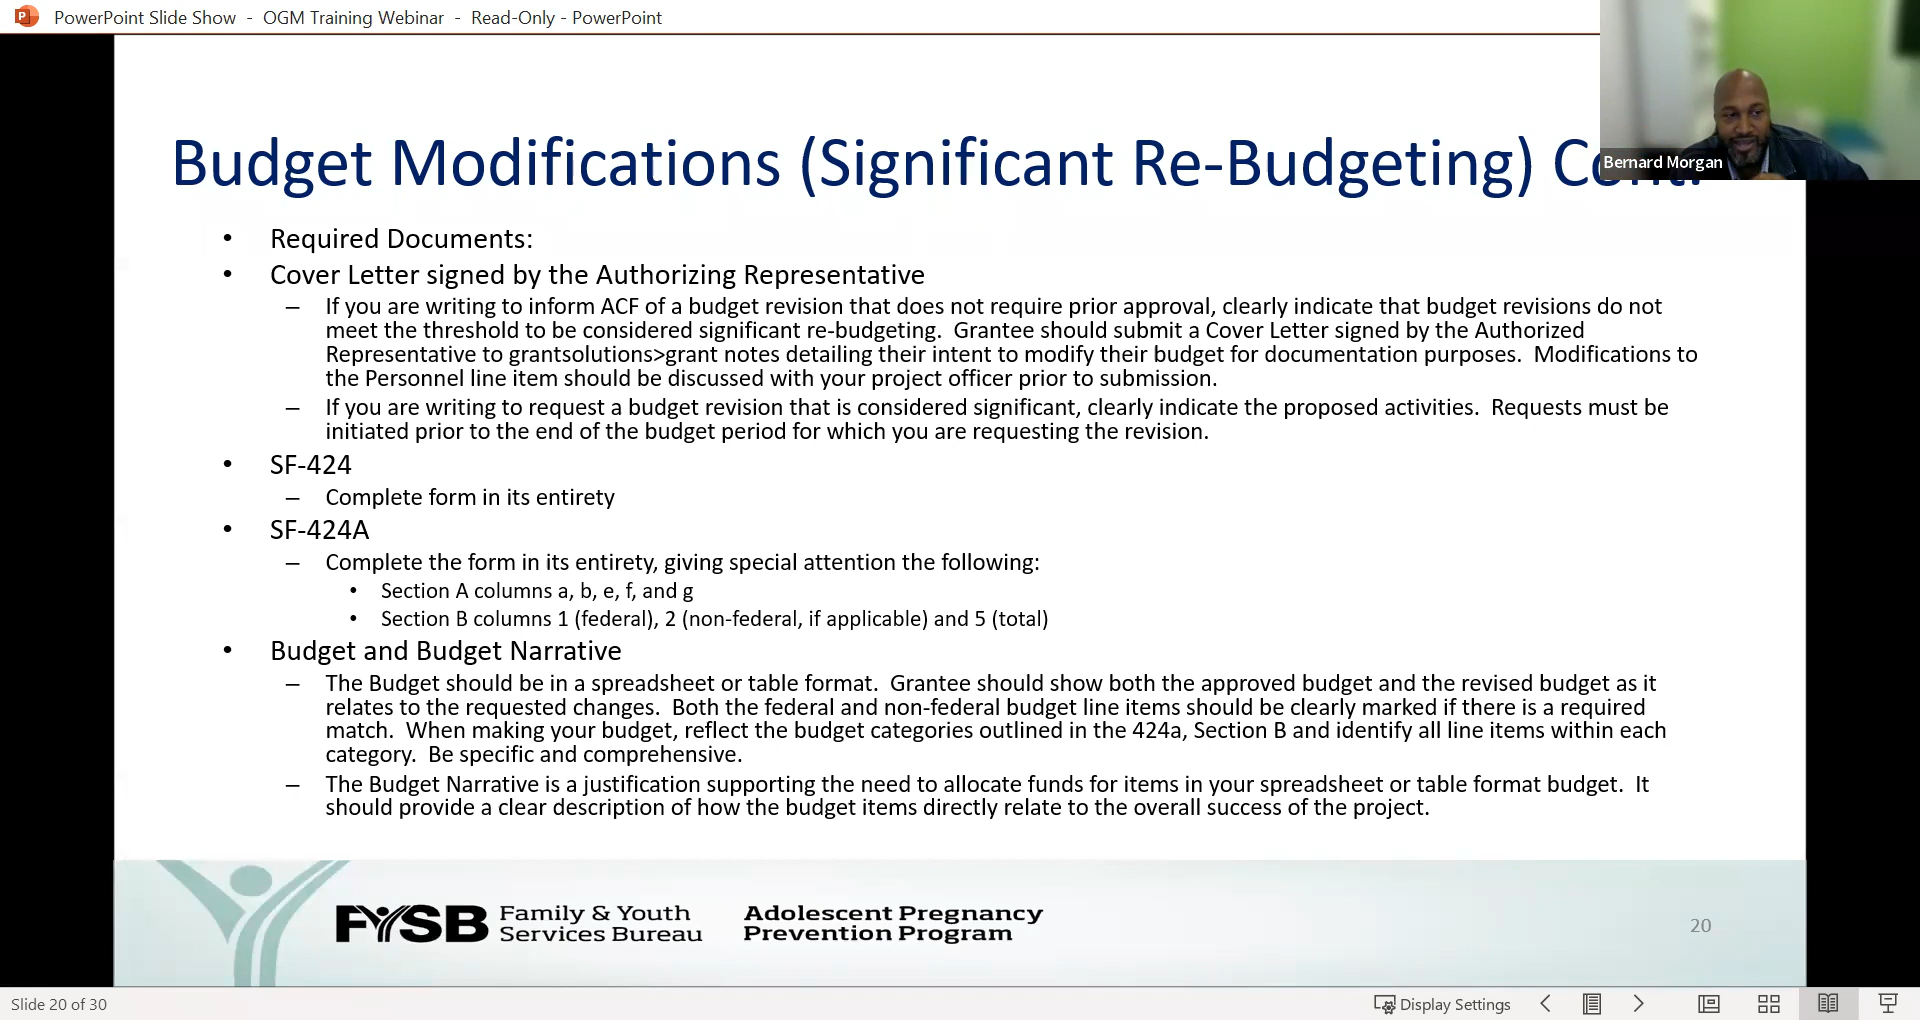 PowerPoint Slide Show - OGM Training Webinar - Read-Only - PowerPoint
Budget Modifications (Significant Re-Budgeting)
Bernard Morgan
• Required Documents:
• Cover Letter signed by the Authorizing Representative
– If you are writing to inform ACF of a budget revision that does not require prior approval, clearly indicate that budget revisions do not
meet the threshold to be considered significant re-budgeting. Grantee should submit a Cover Letter signed by the Authorized
Representative to grantsolutions>grant notes detailing their intent to modify their budget for documentation purposes. Modifications to
the Personnel line item should be discussed with your project officer prior to submission.
– If you are writing to request a budget revision that is considered significant, clearly indicate the proposed activities. Requests must be
initiated prior to the end of the budget period for which you are requesting the revision.
• SF-424
– Complete form in its entirety
• SF-424A
– Complete the form in its entirety, giving special attention the following:
• Section A columns a, b, e, f, and g
• Section B columns 1 (federal), 2 (non-federal, if applicable) and 5 (total)
• Budget and Budget Narrative
– The Budget should be in a spreadsheet or table format. Grantee should show both the approved budget and the revised budget as it
relates to the requested changes. Both the federal and non-federal budget line items should be clearly marked if there is a required
match. When making your budget, reflect the budget categories outlined in the 424a, Section B and identify all line items within each
category. Be specific and comprehensive.
– The Budget Narrative is a justification supporting the need to allocate funds for items in your spreadsheet or table format budget. It
should provide a clear description of how the budget items directly relate to the overall success of the project.
FYSB Family & Youth
Services Bureau
Adolescent Pregnancy
Prevention Program
20
Slide 20 of 30
Display Settings